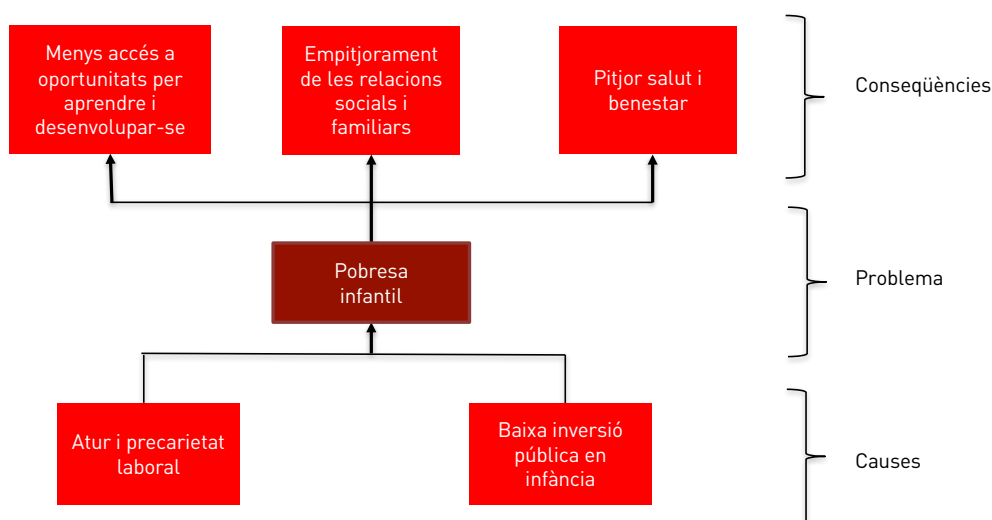 Menys accés a
oportunitats per
aprendre i
desenvolupar-se
Empitjorament
de les relacions
socials i
familiars
Pitjor salut i
benestar
Conseqüències
Pobresa
infantil
Problema
Atur i precarietat
laboral
Baixa inversió
pública en
infància
Causes